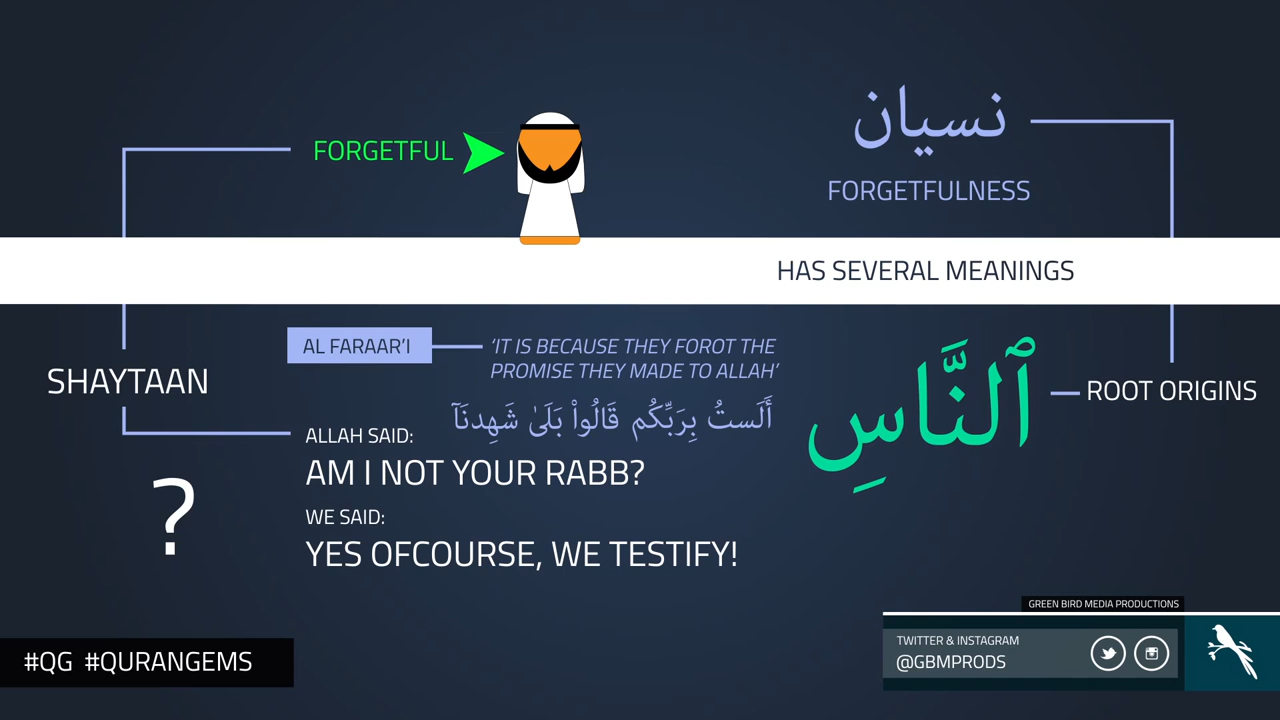 نسيان
FORGETFUL
FORGETFULNESS
HAS SEVERAL MEANINGS
AL FARAAR'I
'IT IS BECAUSE THEY FOROT THE
PROMISE THEY MADE TO ALLAH'
SHAYTAAN
ٱلنَّاسِ
ROOT ORIGINS
أَلَستُ بِرَبِّكُم قَالُواْ بَلَىٰ شَهِدنَآ
ALLAH SAID:
AM I NOT YOUR RABB?
?
WE SAID:
YES OFCOURSE, WE TESTIFY!
GREEN BIRD MEDIA PRODUCTIONS
TWITTER & INSTAGRAM
@GBMPRODS
#QG #QURANGEMS